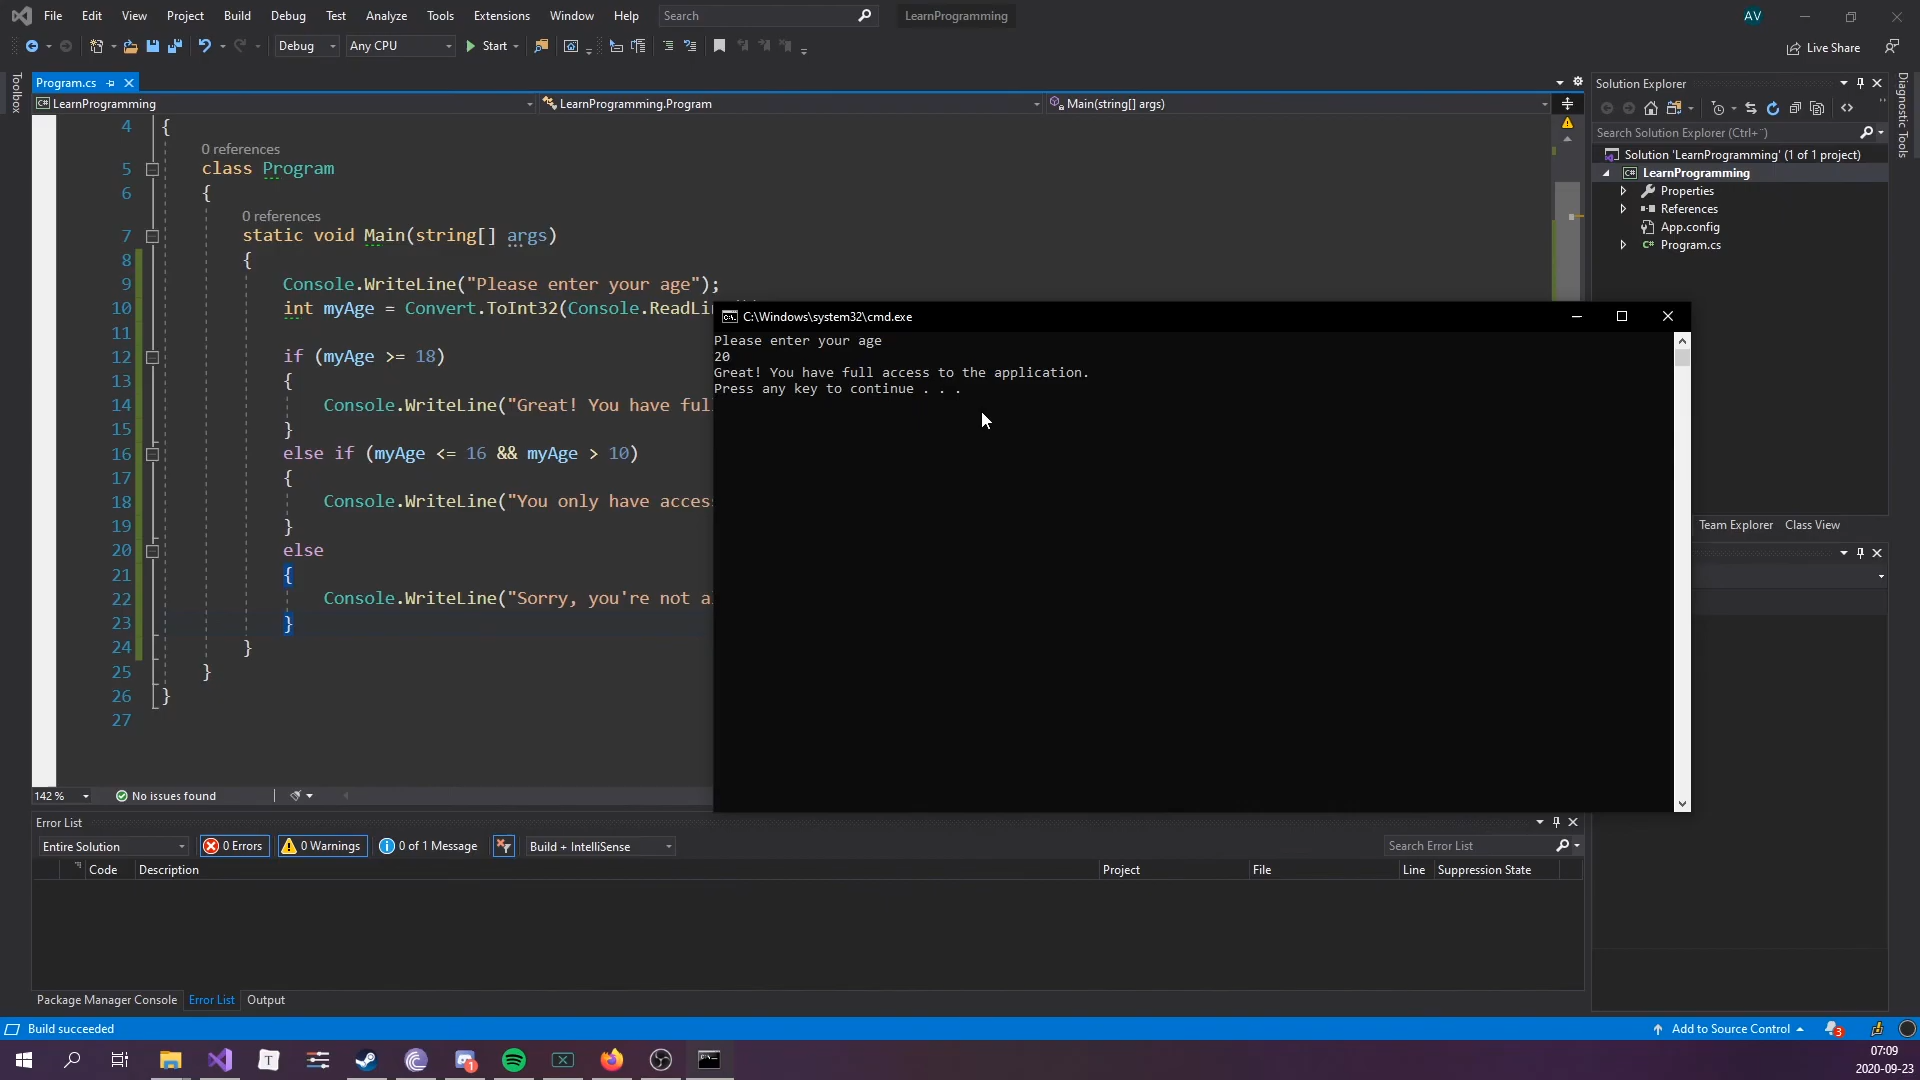 File Edit View Project Build Debug Test Analyze Tools Extensions Window Help Search LearnProgramming AV
Debug Any CPU Start Live Share
Toolbox
Program.cs
LearnProgramming LearnProgramming.Program Main(string[] args)
4 {
0 references
5 class Program
6 {
0 references
7 static void Main(string[] args)
8 {
9 Console.WriteLine("Please enter your age");
10 int myAge = Convert.ToInt32(Console.ReadLi
11
12 if (myAge >= 18)
13 {
14 Console.WriteLine("Great! You have ful
15 }
16 else if (myAge <= 16 && myAge > 10)
17 {
18 Console.WriteLine("You only have acces
19 }
20 else
21 {
22 Console.WriteLine("Sorry, you're not a
23 }
24 }
25 }
26 }
27
142 % No issues found
C:\Windows\system32\cmd.exe
Please enter your age
20
Great! You have full access to the application.
Press any key to continue . . .
Solution Explorer
Search Solution Explorer (Ctrl+¨)
Solution 'LearnProgramming' (1 of 1 project)
LearnProgramming
Properties
References
App.config
Program.cs
Team Explorer Class View
Diagnostic Tools
Error List
Entire Solution 0 Errors 0 Warnings 0 of 1 Message Build + IntelliSense Search Error List
Code Description Project File Line Suppression State
Package Manager Console Error List Output
Build succeeded Add to Source Control 3
T 1
07:09
2020-09-23